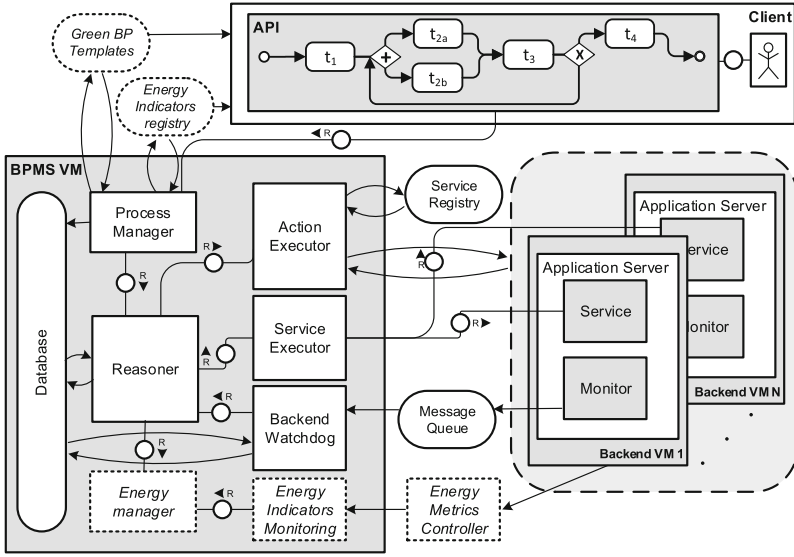 API
Client
Green BP
Templates
t1
t2a
t2b
t3
t4
+
X
Energy
Indicators
registry
R
BPMS VM
Process
Manager
Action
Executor
Service
Registry
R
R
R
Database
Reasoner
Service
Executor
R
R
Backend
Watchdog
R
Message
Queue
R
Energy
manager
R
Energy
Indicators
Monitoring
Energy
Metrics
Controller
Application Server
ervice
onitor
Backend VM N
Application Server
Service
Monitor
Backend VM 1